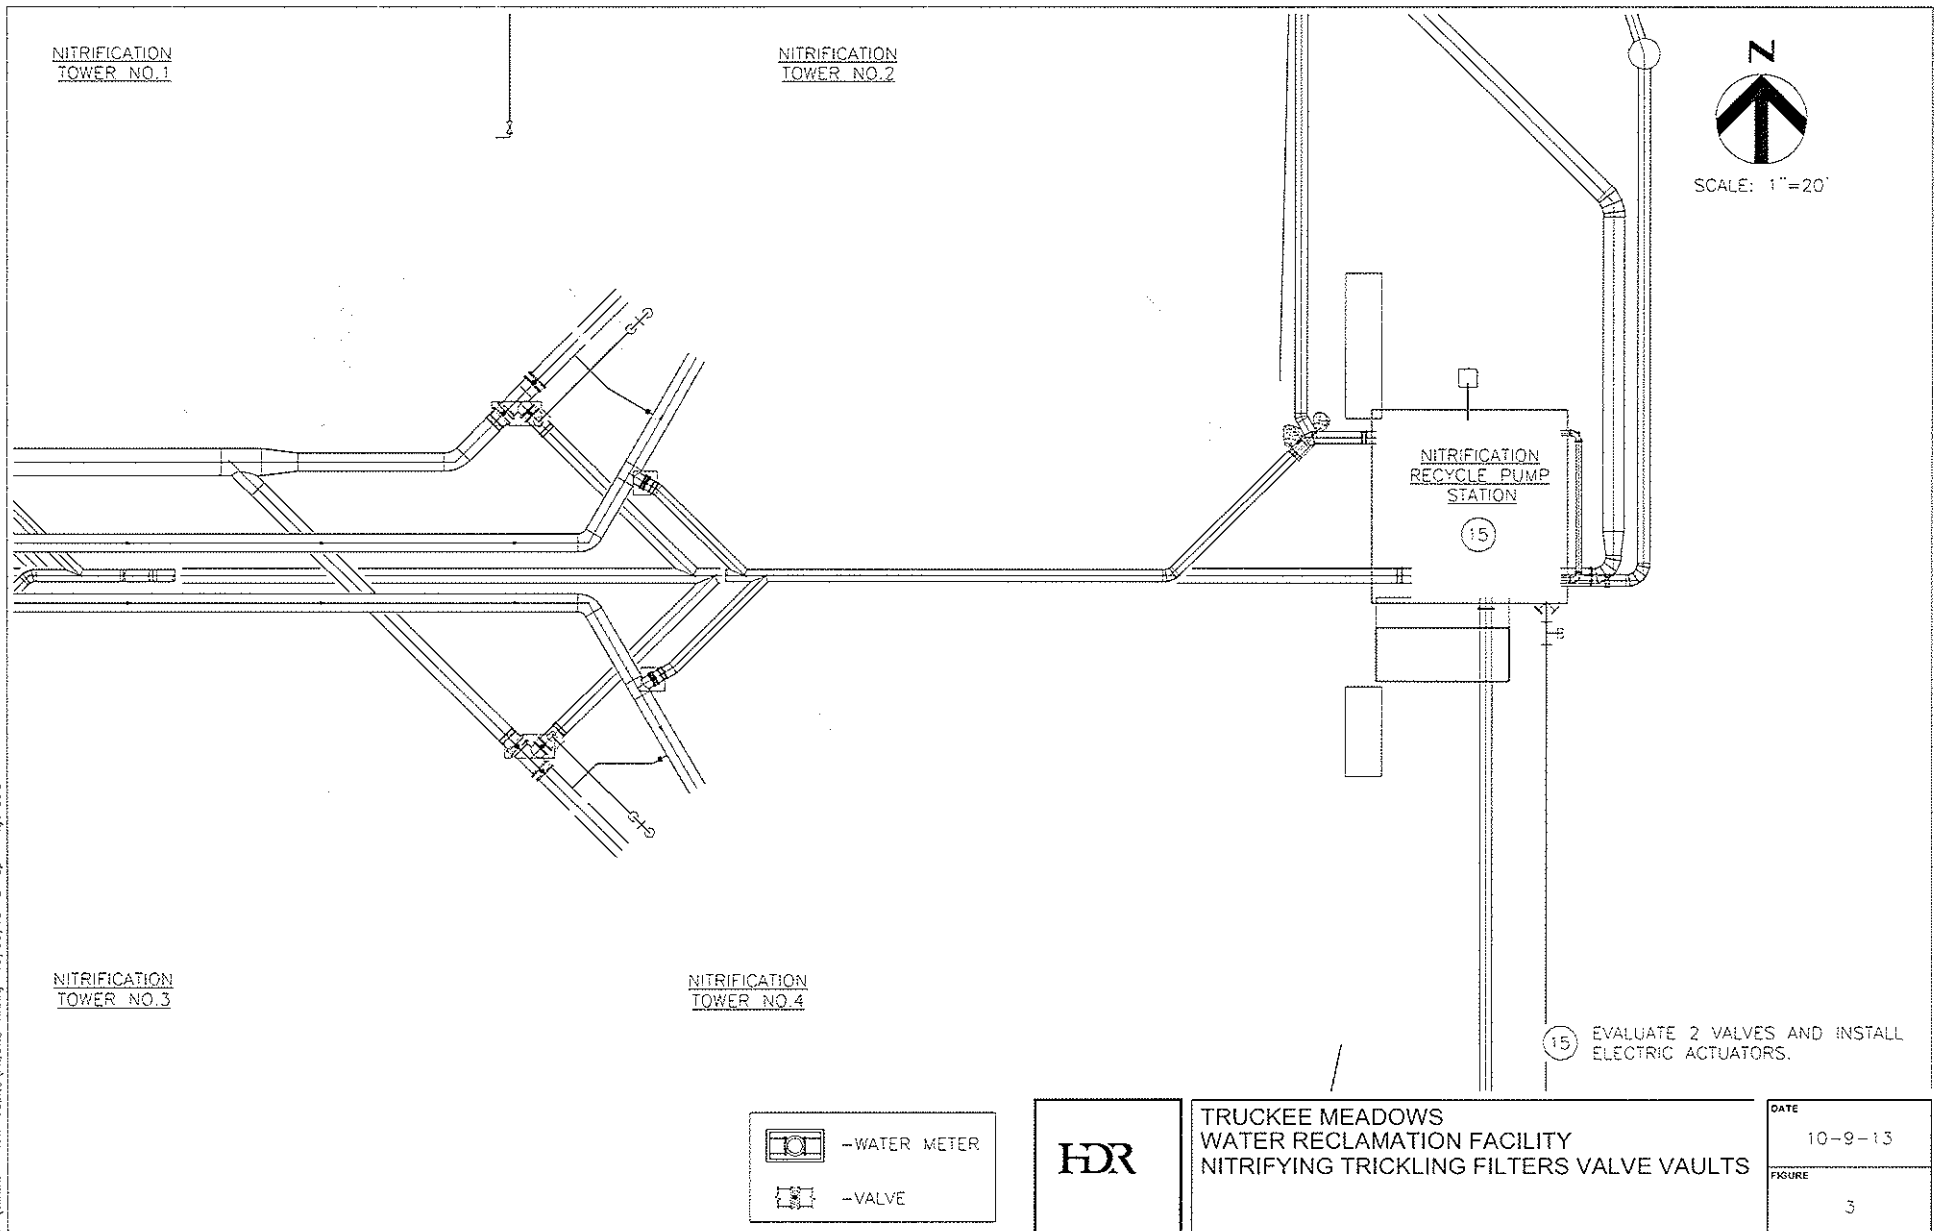 NITRIFICATION
TOWER NO.1
NITRIFICATION
TOWER NO.2
N
SCALE: 1"=20'
NITRIFICATION
RECYCLE PUMP
STATION
15
NITRIFICATION
TOWER NO.3
NITRIFICATION
TOWER NO.4
15 EVALUATE 2 VALVES AND INSTALL
ELECTRIC ACTUATORS.
-WATER METER
-VALVE
HDR
TRUCKEE MEADOWS
WATER RECLAMATION FACILITY
NITRIFYING TRICKLING FILTERS VALVE VAULTS
DATE
10-9-13
FIGURE
3